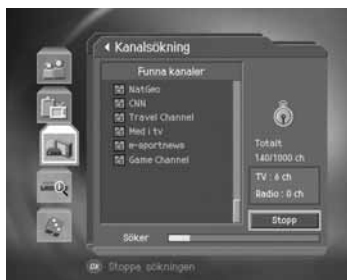 Kanalsökning
Funna kanaler
NatGeo
CNN
Travel Channel
Med i tv
e-sportnews
Game Channel
Totalt
140/1000 ch
TV : 6 ch
Radio : 0 ch
Stopp
Söker
OK Stoppa sökningen